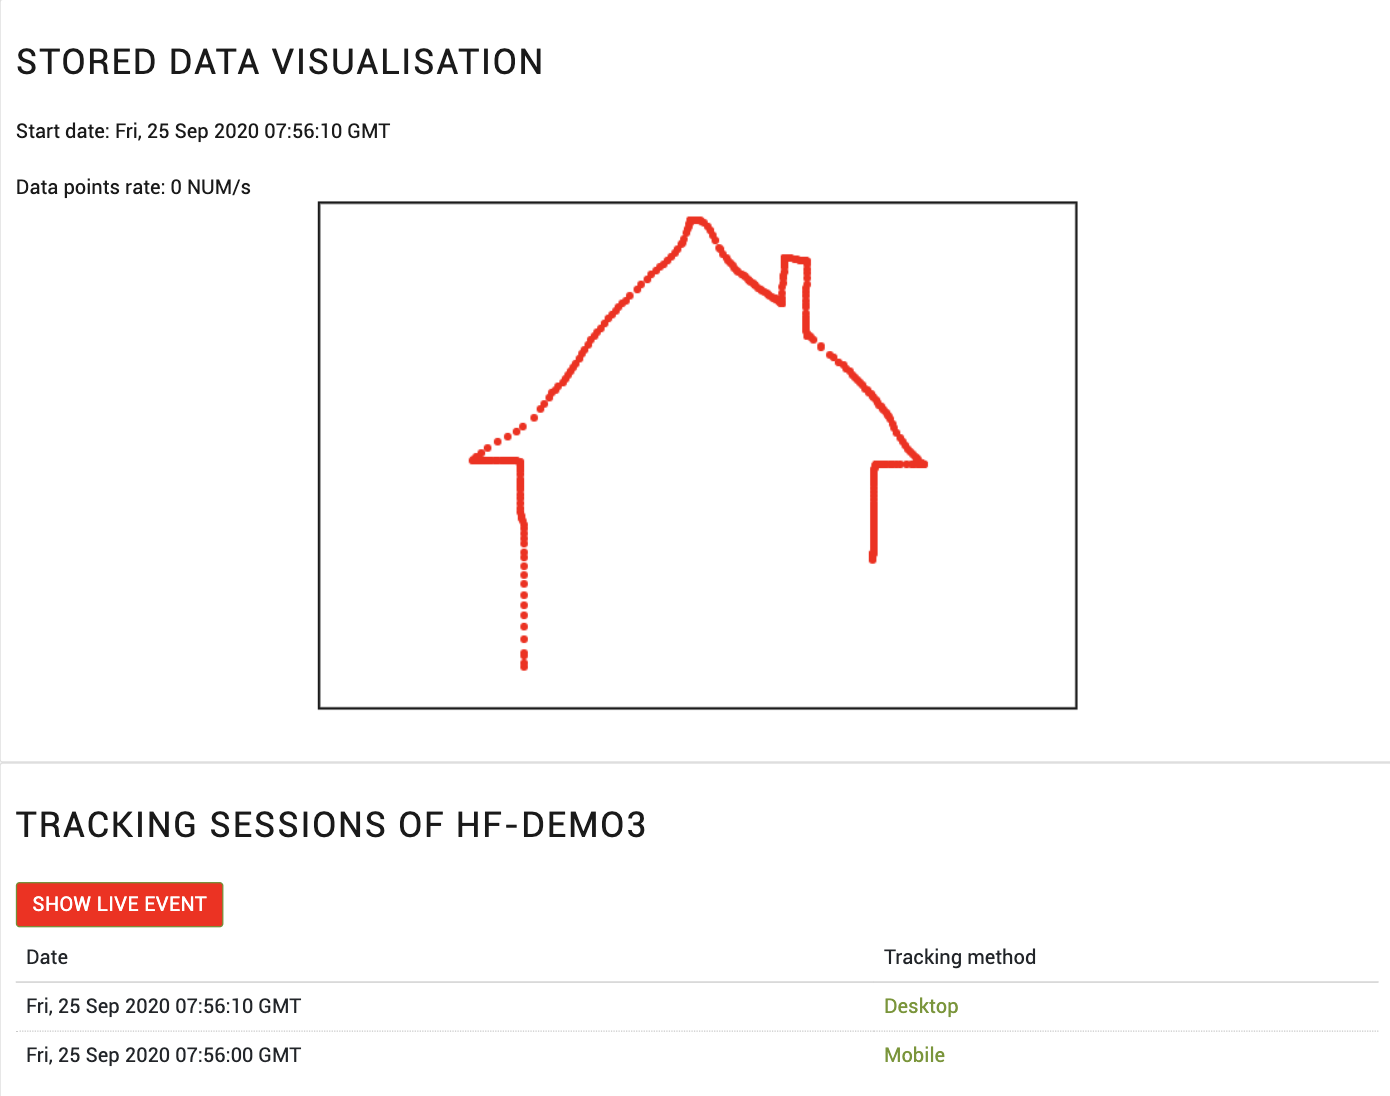 STORED DATA VISUALISATION
Start date: Fri, 25 Sep 2020 07:56:10 GMT
Data points rate: 0 NUM/s
TRACKING SESSIONS OF HF-DEMO3
SHOW LIVE EVENT
Date Tracking method
Fri, 25 Sep 2020 07:56:10 GMT Desktop
Fri, 25 Sep 2020 07:56:00 GMT Mobile